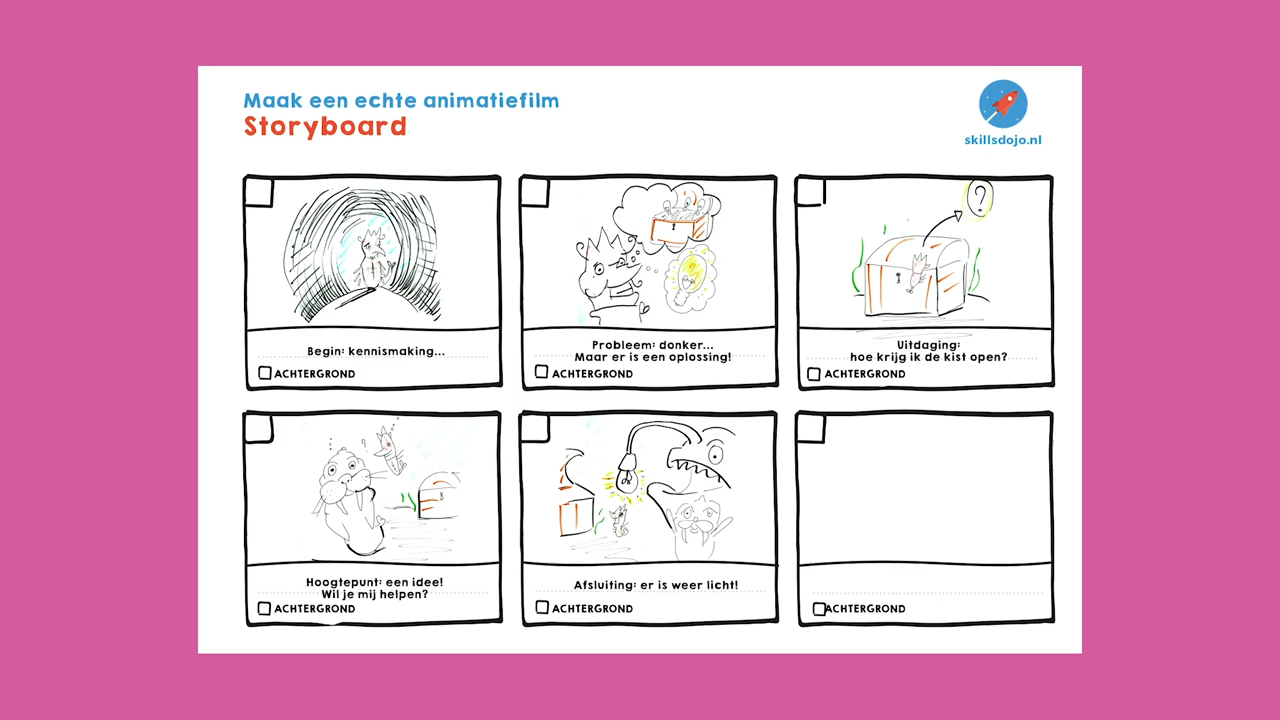 Maak een echte animatiefilm
Storyboard
skillsdojo.nl
Begin: kennismaking...
ACHTERGROND
?
Probleem: donker...
Maar er is een oplossing!
ACHTERGROND
Uitdaging:
hoe krijg ik de kist open?
ACHTERGROND
Hoogtepunt: een idee!
Wil je mij helpen?
ACHTERGROND
Afsluiting: er is weer licht!
ACHTERGROND
ACHTERGROND